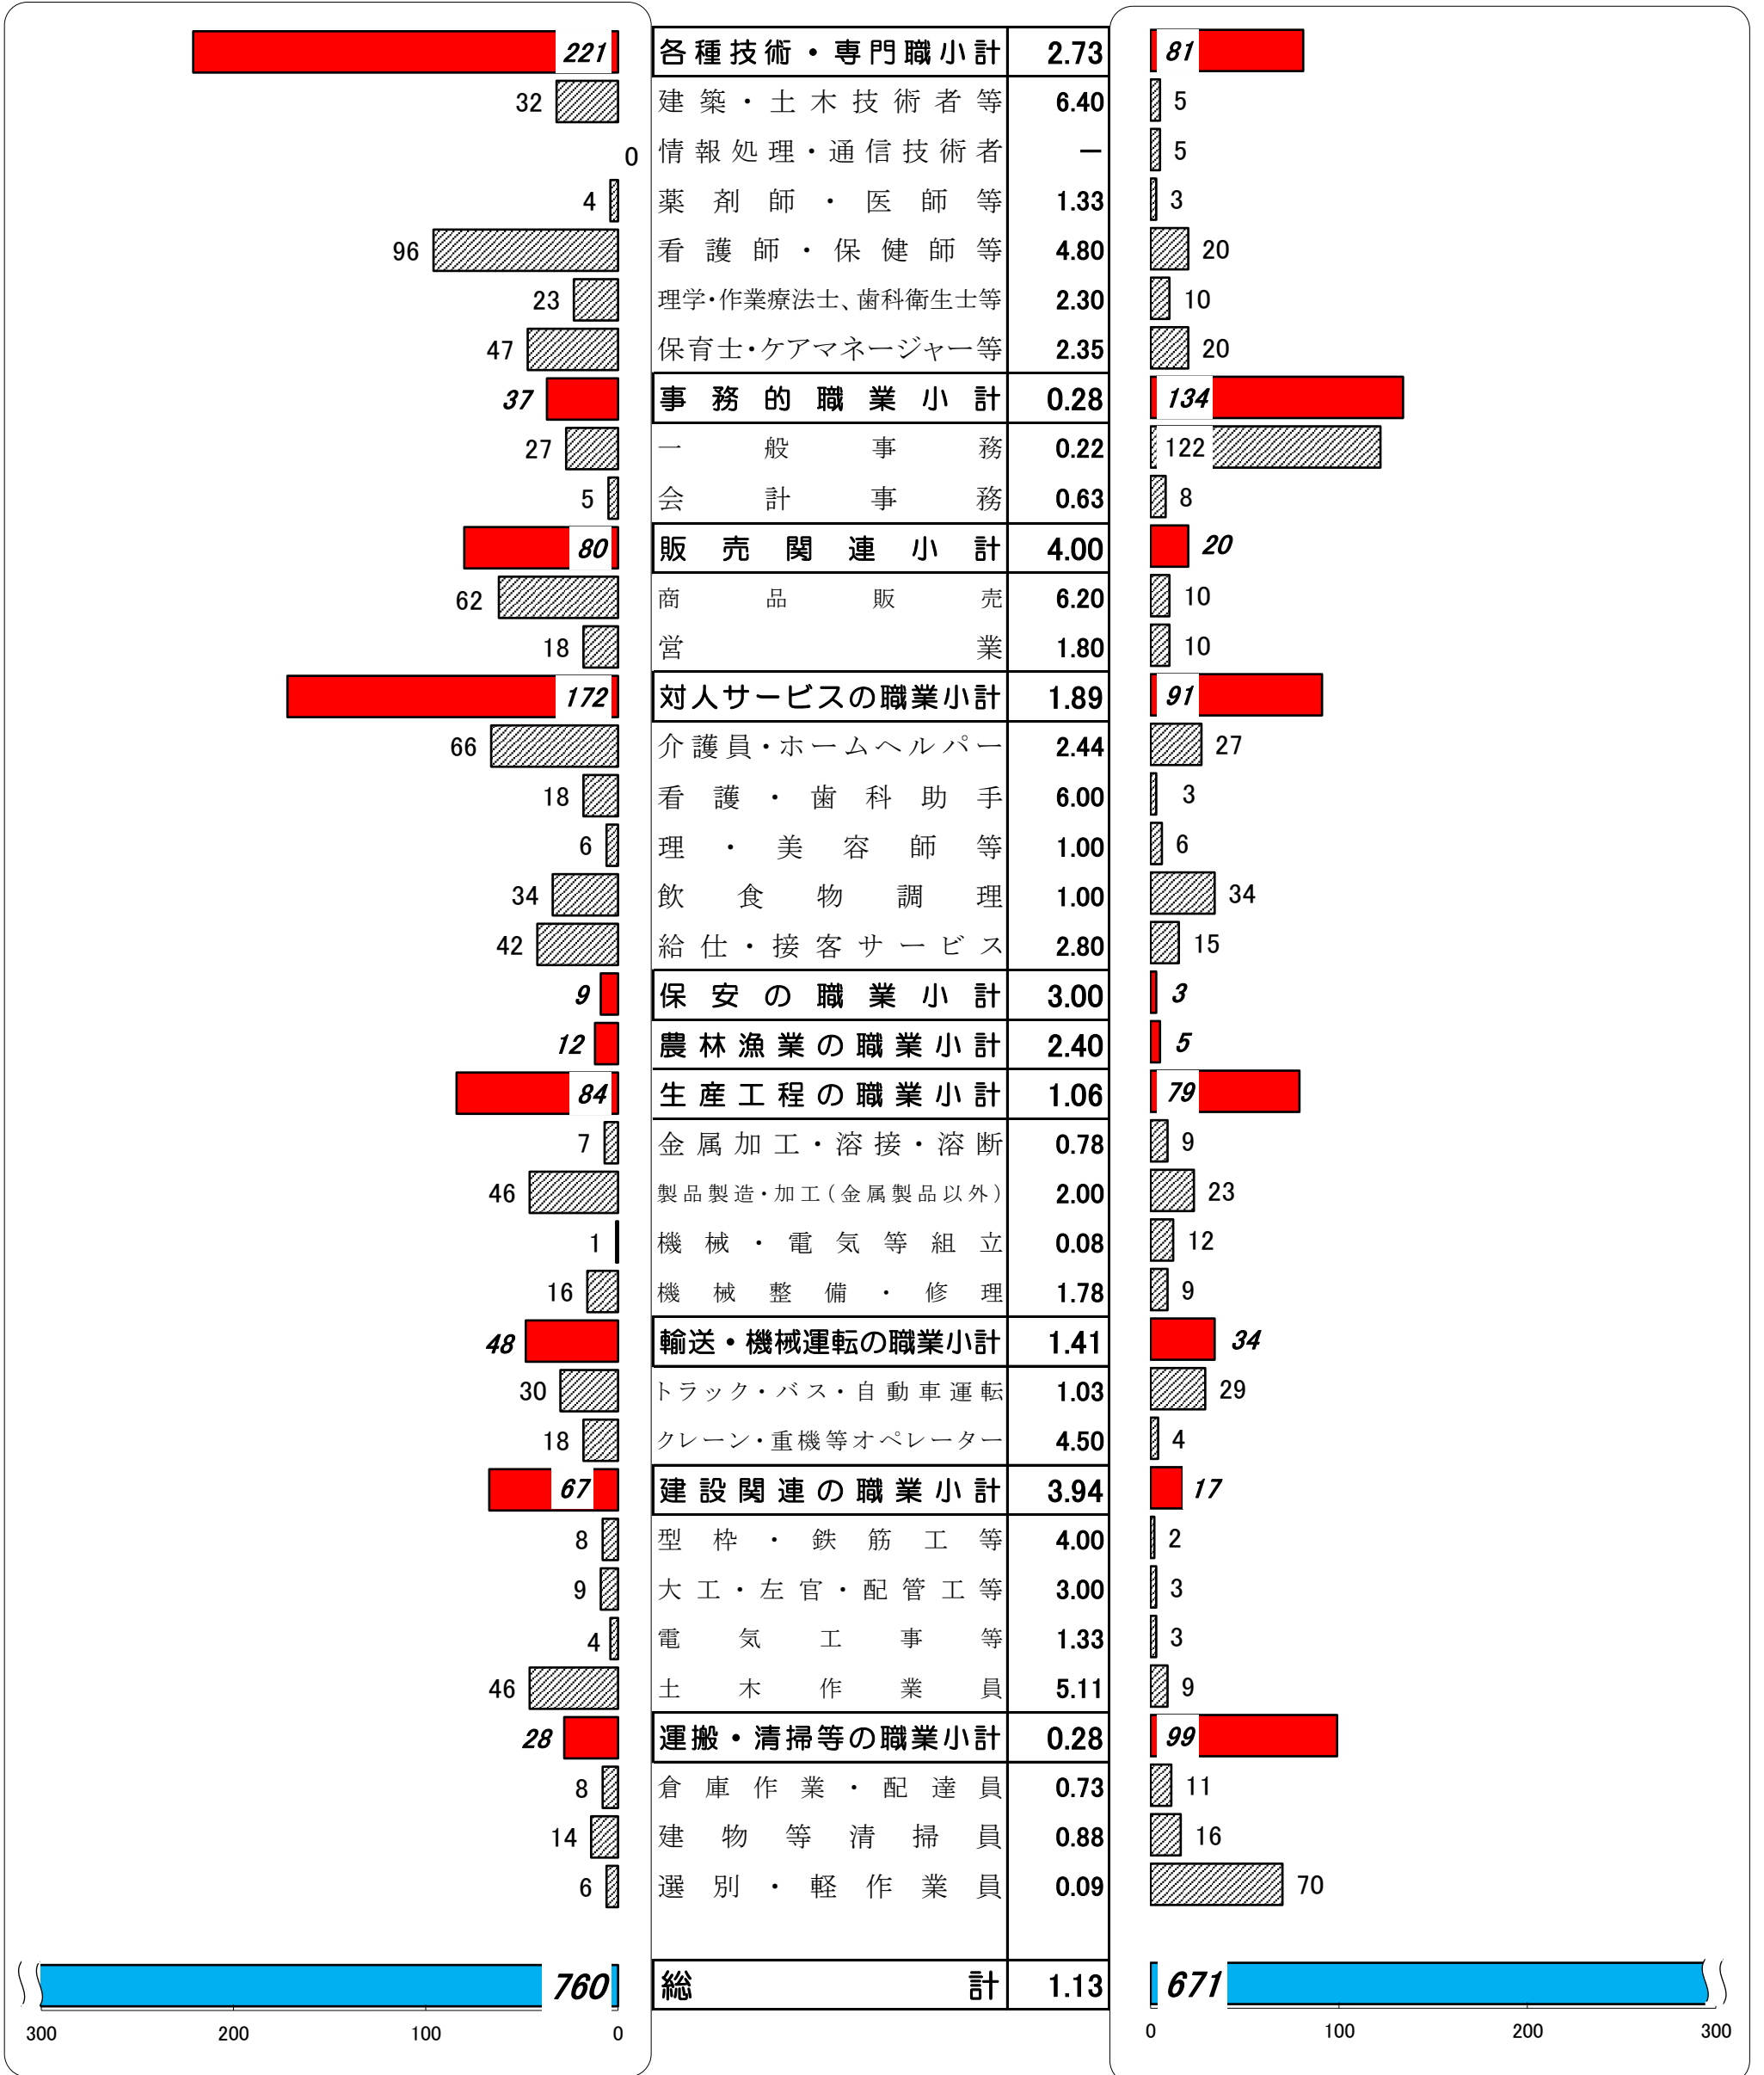 221 各種技術・専門職小計 2.73 81
32 建築・土木技術者等 6.40 5
0 情報処理・通信技術者 － 5
4 薬剤師・医師等 1.33 3
96 看護師・保健師等 4.80 20
23 理学・作業療法士、歯科衛生士等 2.30 10
47 保育士・ケアマネージャー等 2.35 20
37 事務的職業小計 0.28 134
27 一般事務 0.22 122
5 会計事務 0.63 8
80 販売関連小計 4.00 20
62 商品販売 6.20 10
18 営業 1.80 10
172 対人サービスの職業小計 1.89 91
66 介護員・ホームヘルパー 2.44 27
18 看護・歯科助手 6.00 3
6 理・美容師等 1.00 6
34 飲食物調理 1.00 34
42 給仕・接客サービス 2.80 15
9 保安の職業小計 3.00 3
12 農林漁業の職業小計 2.40 5
84 生産工程の職業小計 1.06 79
7 金属加工・溶接・溶断 0.78 9
46 製品製造・加工(金属製品以外) 2.00 23
1 機械・電気等組立 0.08 12
16 機械整備・修理 1.78 9
48 輸送・機械運転の職業小計 1.41 34
30 トラック・バス・自動車運転 1.03 29
18 クレーン・重機等オペレーター 4.50 4
67 建設関連の職業小計 3.94 17
8 型枠・鉄筋工等 4.00 2
9 大工・左官・配管工等 3.00 3
4 電気工事等 1.33 3
46 土木作業員 5.11 9
28 運搬・清掃等の職業小計 0.28 99
8 倉庫作業・配達員 0.73 11
14 建物等清掃員 0.88 16
6 選別・軽作業員 0.09 70
760 総計 1.13 671
300 200 100 0 0 100 200 300